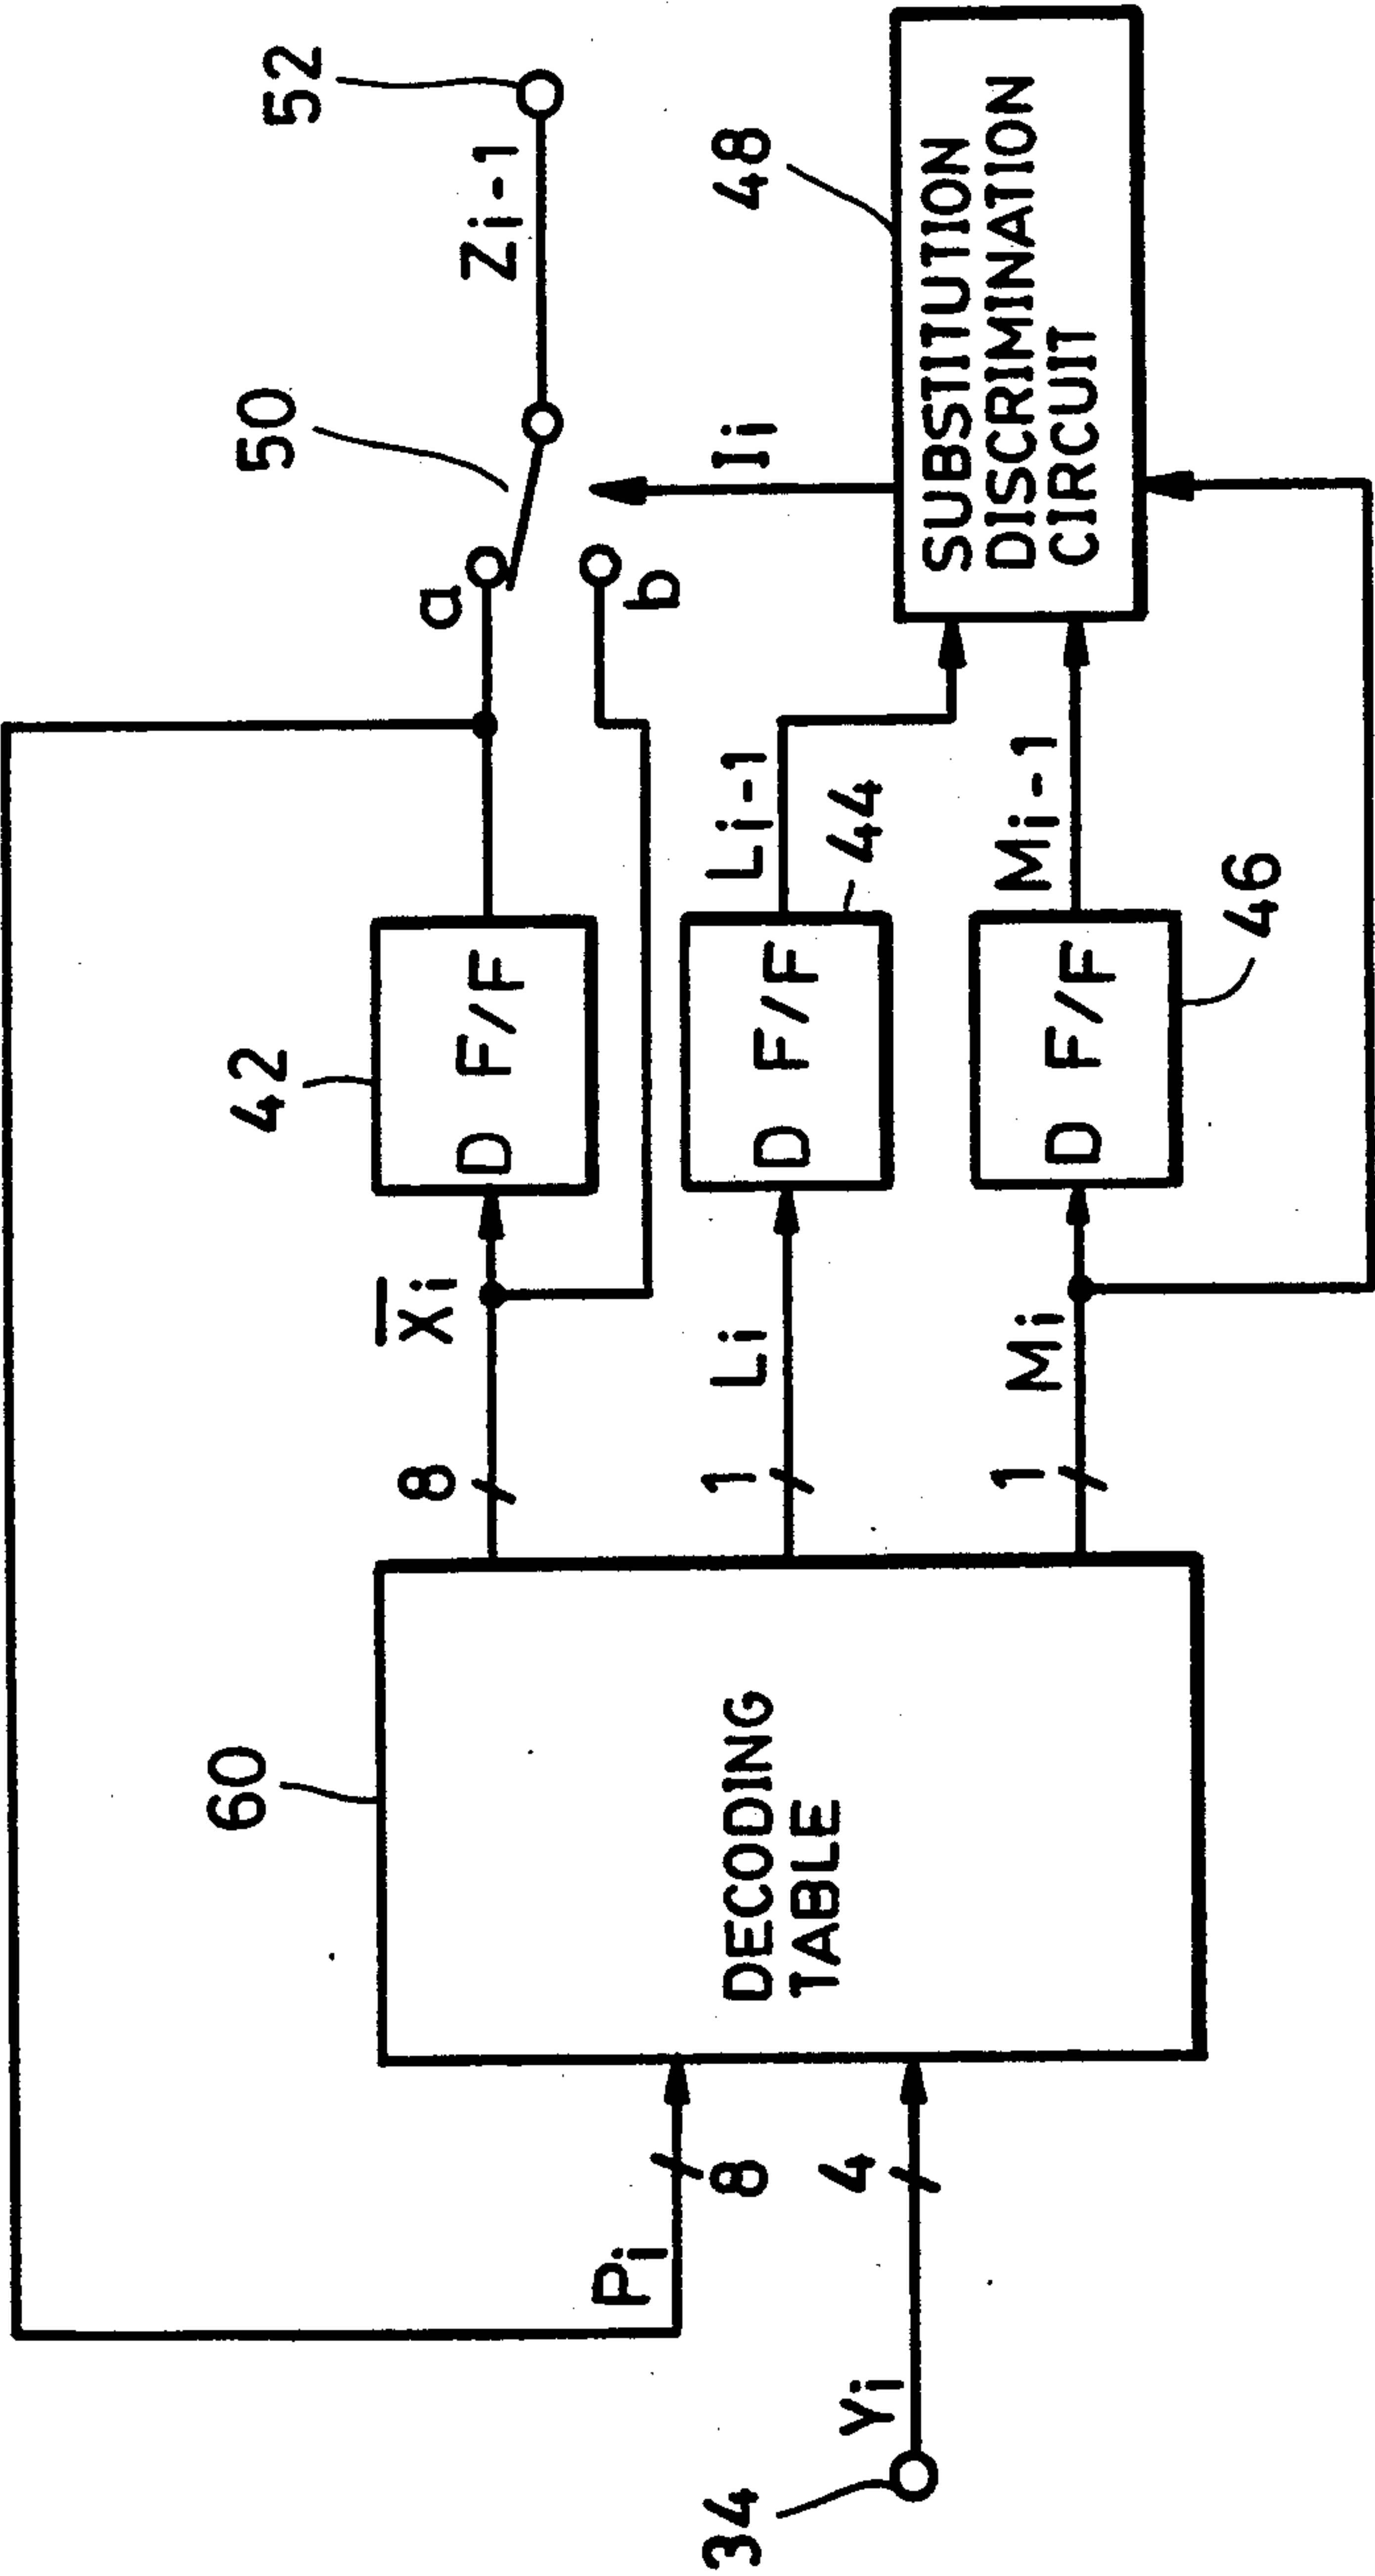 34
Yi
Pi
8
4
60
DECODING
TABLE
8
X̅i
1
Li
1
Mi
42
D F/F
D F/F
44
D F/F
46
Li-1
Mi-1
a
b
50
Ii
Zi-1
52
48
SUBSTITUTION
DISCRIMINATION
CIRCUIT